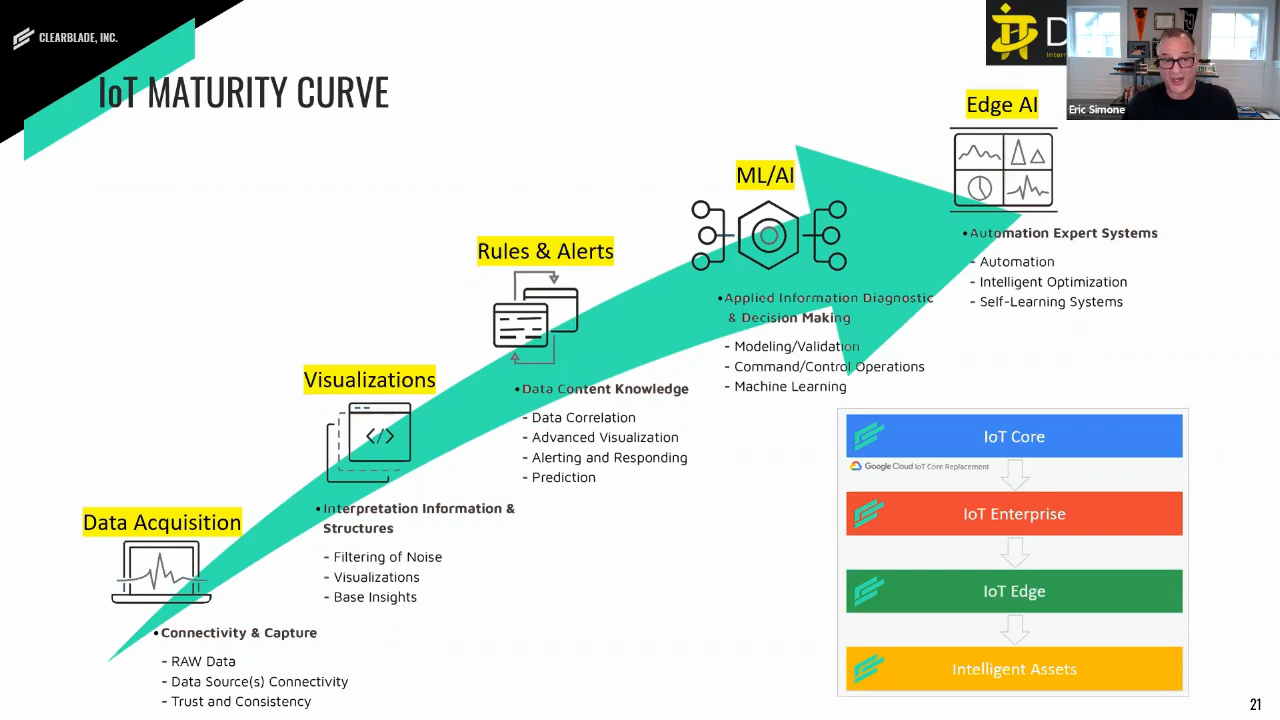 CLEARBLADE, INC.
IoT MATURITY CURVE
Eric Simone
Edge AI
Automation Expert Systems
- Automation
- Intelligent Optimization
- Self-Learning Systems
ML/AI
Applied Information Diagnostic
& Decision Making
- Modeling/Validation
- Command/Control Operations
- Machine Learning
Rules & Alerts
Data Content Knowledge
- Data Correlation
- Advanced Visualization
- Alerting and Responding
- Prediction
Visualizations
</>
Interpretation Information &
Structures
- Filtering of Noise
- Visualizations
- Base Insights
Data Acquisition
Connectivity & Capture
- RAW Data
- Data Source(s) Connectivity
- Trust and Consistency
IoT Core
Google Cloud IoT Core Replacement
IoT Enterprise
IoT Edge
Intelligent Assets
21